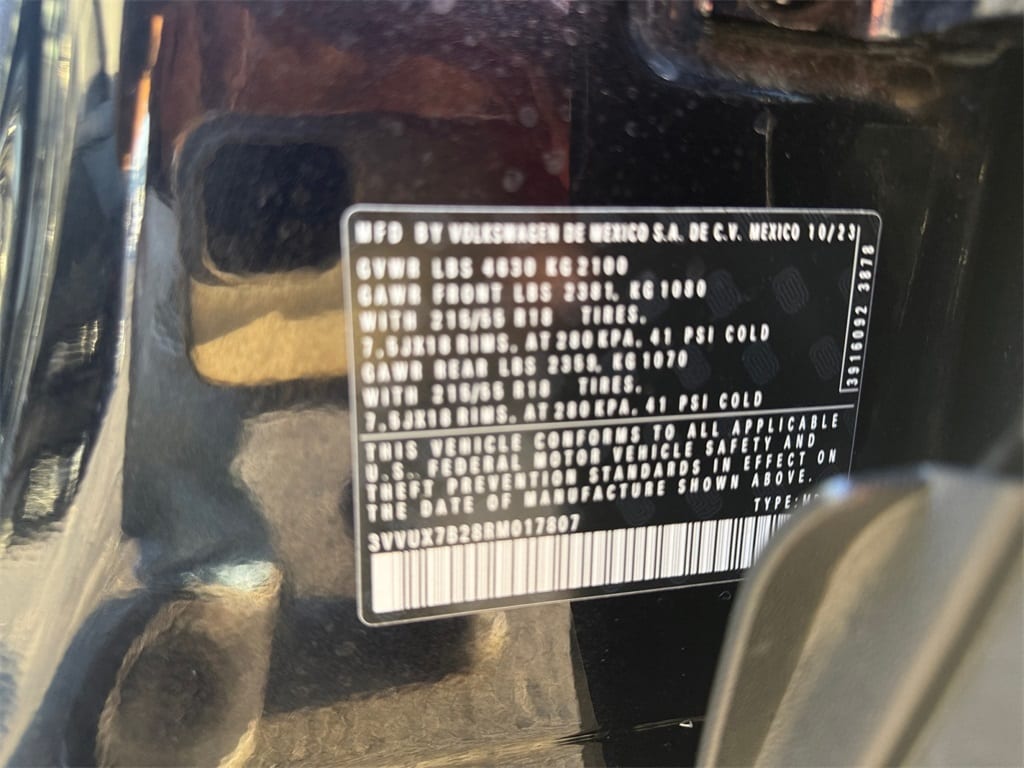 MFD BY VOLKSWAGEN DE MEXICO S.A. DE C.V. MEXICO 10/23
GVWR LBS 4630 KG 2100
GAWR FRONT LBS 2381, KG 1080
WITH 215/55 R18 TIRES.
7,5JX18 RIMS, AT 280 KPA, 41 PSI COLD
GAWR REAR LBS 2359, KG 1070
WITH 215/55 R18 TIRES.
7,5JX18 RIMS, AT 280 KPA, 41 PSI COLD
THIS VEHICLE CONFORMS TO ALL APPLICABLE
U.S. FEDERAL MOTOR VEHICLE SAFETY AND
THEFT PREVENTION STANDARDS IN EFFECT ON
THE DATE OF MANUFACTURE SHOWN ABOVE.
TYPE:
3VVUX7B28RM017807
3916092 3878